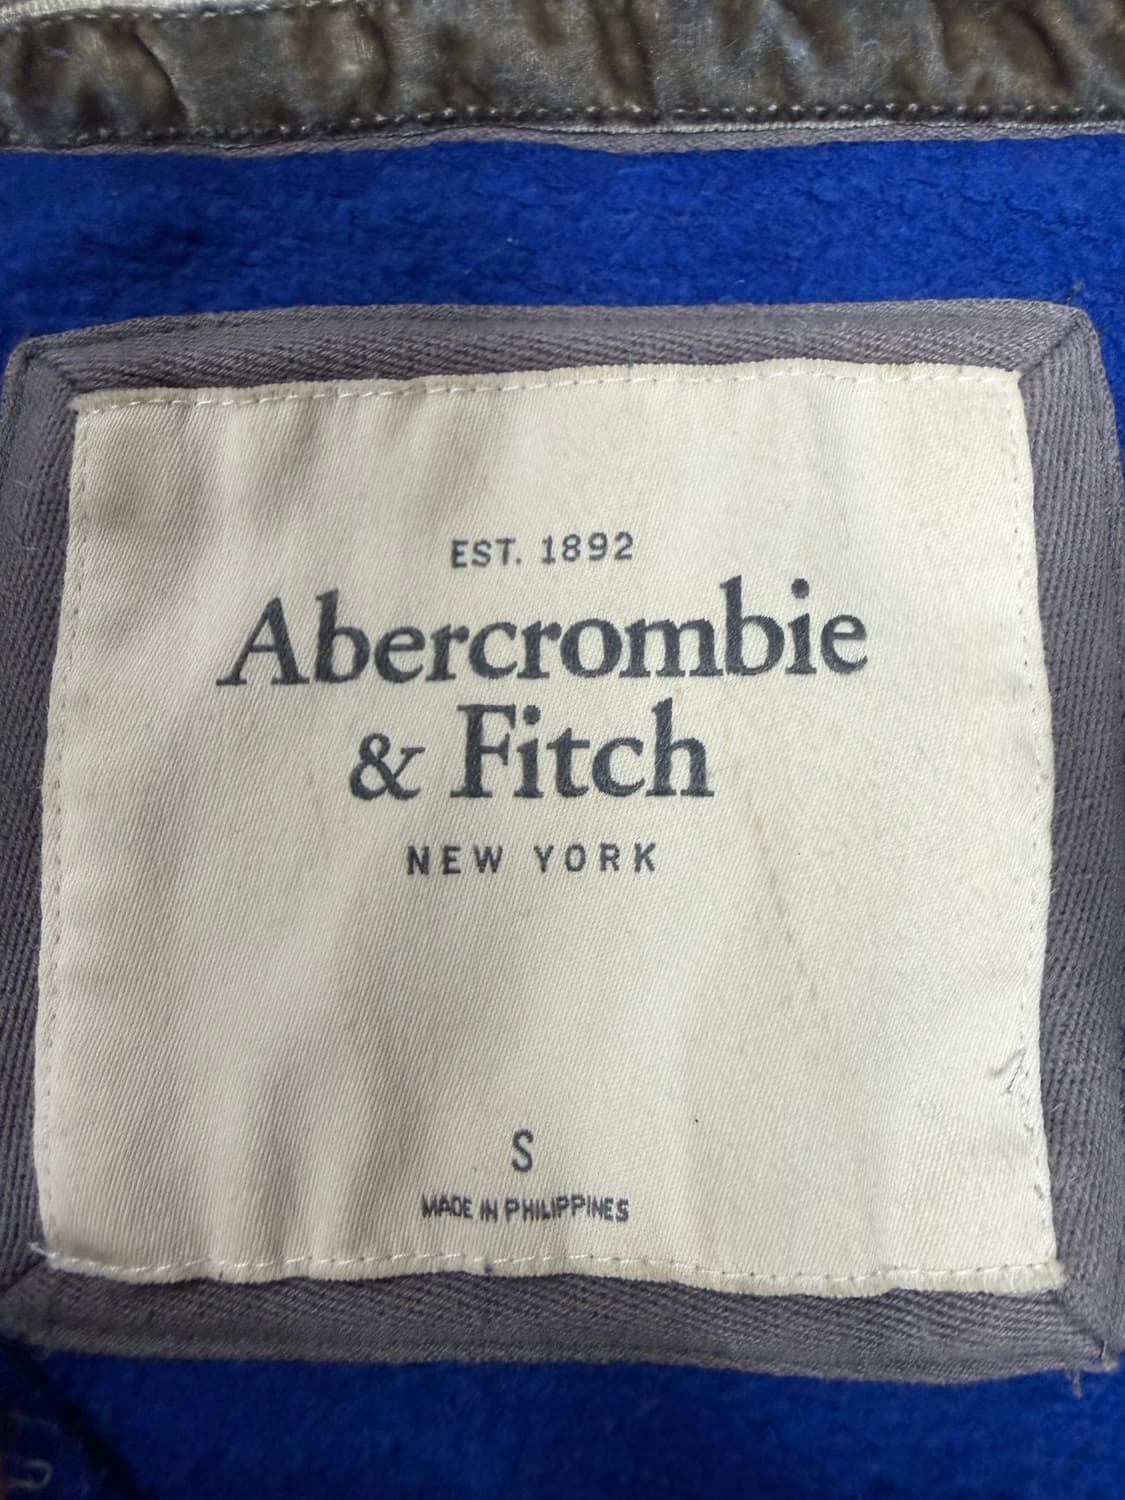 EST. 1892
Abercrombie
& Fitch
NEW YORK
S
MADE IN PHILIPPINES